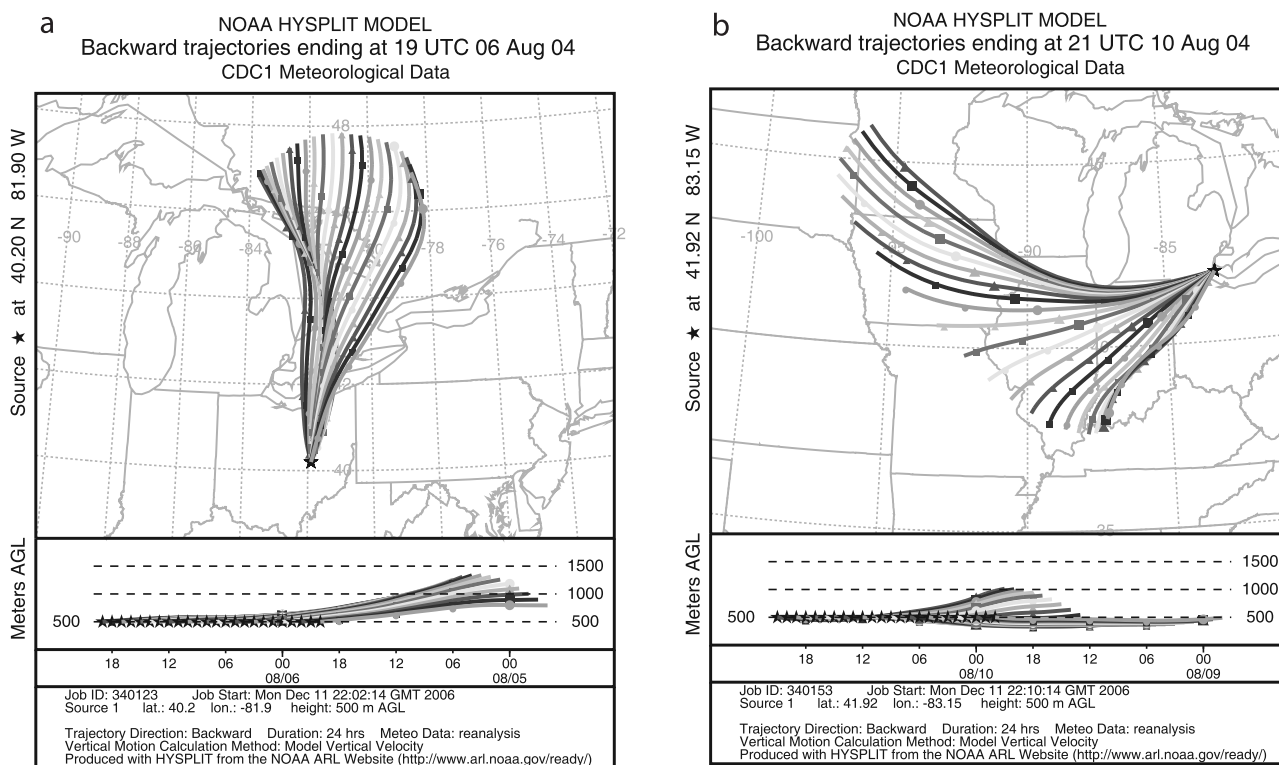 a
NOAA HYSPLIT MODEL
Backward trajectories ending at 19 UTC 06 Aug 04
CDC1 Meteorological Data
Source ★ at 40.20 N 81.90 W
48
-90
-88
-86
-84
-80
-78
-76
-74
-72
42
40
Meters AGL
1500
1000
500
500
18 12 06 00 18 12 06 00
08/06 08/05
Job ID: 340123 Job Start: Mon Dec 11 22:02:14 GMT 2006
Source 1 lat.: 40.2 lon.: -81.9 height: 500 m AGL
Trajectory Direction: Backward Duration: 24 hrs Meteo Data: reanalysis
Vertical Motion Calculation Method: Model Vertical Velocity
Produced with HYSPLIT from the NOAA ARL Website (http://www.arl.noaa.gov/ready/)
b
NOAA HYSPLIT MODEL
Backward trajectories ending at 21 UTC 10 Aug 04
CDC1 Meteorological Data
Source ★ at 41.92 N 83.15 W
-100
-95
-90
-85
40
35
Meters AGL
1500
1000
500
500
18 12 06 00 18 12 06 00
08/10 08/09
Job ID: 340153 Job Start: Mon Dec 11 22:10:14 GMT 2006
Source 1 lat.: 41.92 lon.: -83.15 height: 500 m AGL
Trajectory Direction: Backward Duration: 24 hrs Meteo Data: reanalysis
Vertical Motion Calculation Method: Model Vertical Velocity
Produced with HYSPLIT from the NOAA ARL Website (http://www.arl.noaa.gov/ready/)